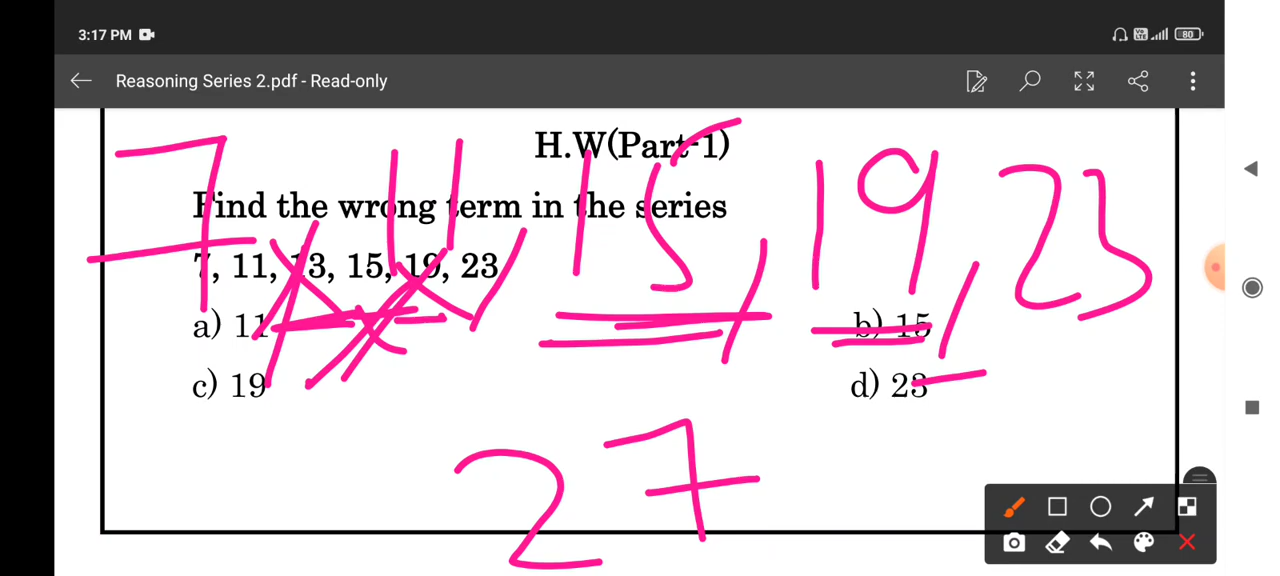 3:17 PM
80
Reasoning Series 2.pdf - Read-only
H.W(Part-1)
7, 11, 15, 19, 23
Find the wrong term in the series
7, 11, 13, 15, 19, 23
a) 11 b) 15
c) 19 d) 23
27